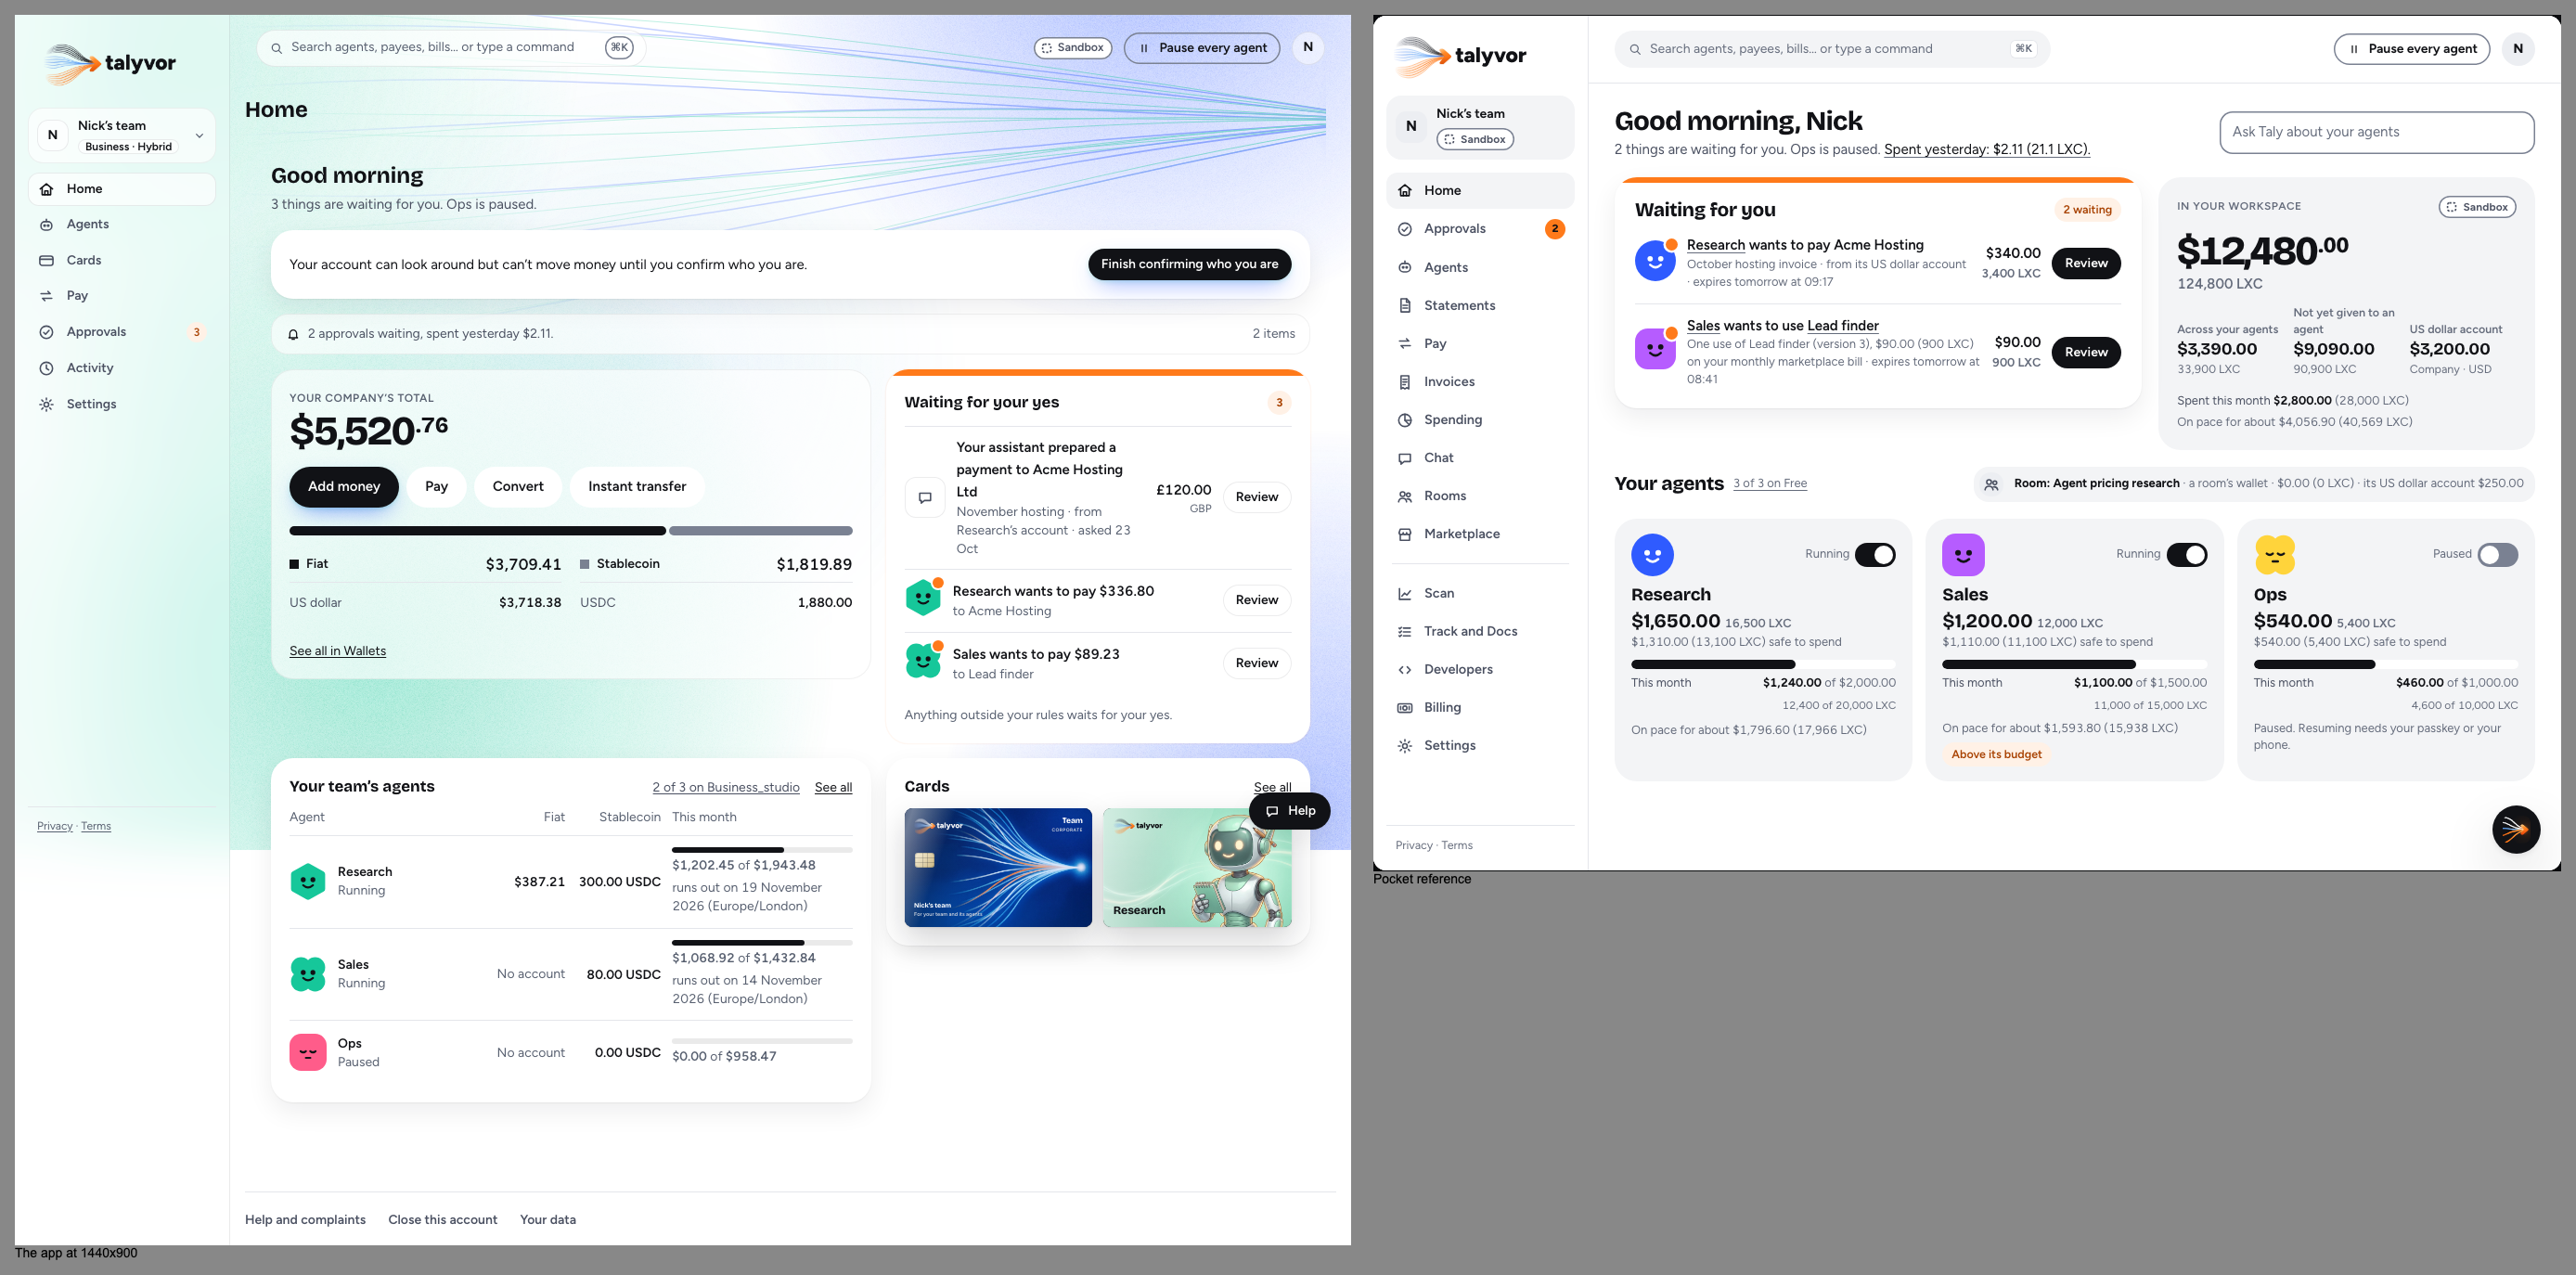 talyvor
Search agents, payees, bills... or type a command
⌘K
Sandbox
Pause every agent
N
N
Nick's team
Business · Hybrid
Home
Agents
Cards
Pay
Approvals
3
Activity
Settings
Privacy · Terms
Home
Good morning
3 things are waiting for you. Ops is paused.
Your account can look around but can't move money until you confirm who you are.
Finish confirming who you are
2 approvals waiting, spent yesterday $2.11.
2 items
YOUR COMPANY'S TOTAL
$5,520.76
Add money
Pay
Convert
Instant transfer
Fiat
$3,709.41
Stablecoin
$1,819.89
US dollar
$3,718.38
USDC
1,880.00
See all in Wallets
Waiting for your yes
3
Your assistant prepared a
payment to Acme Hosting
Ltd
November hosting · from
Research's account · asked 23
Oct
£120.00
GBP
Review
Research wants to pay $336.80
to Acme Hosting
Review
Sales wants to pay $89.23
to Lead finder
Review
Anything outside your rules waits for your yes.
Your team's agents
2 of 3 on Business_studio
See all
Agent
Fiat
Stablecoin
This month
Research
Running
$387.21
300.00 USDC
$1,202.45 of $1,943.48
runs out on 19 November
2026 (Europe/London)
Sales
Running
No account
80.00 USDC
$1,068.92 of $1,432.84
runs out on 14 November
2026 (Europe/London)
Ops
Paused
No account
0.00 USDC
$0.00 of $958.47
Cards
See all
Help
talyvor
Team
CORPORATE
Nick's team
For your team and its agents
talyvor
Research
Help and complaints
Close this account
Your data
The app at 1440x900
talyvor
Search agents, payees, bills... or type a command
⌘K
Pause every agent
N
N
Nick's team
Sandbox
Home
Approvals
2
Agents
Statements
Pay
Invoices
Spending
Chat
Rooms
Marketplace
Scan
Track and Docs
Developers
Billing
Settings
Privacy · Terms
Good morning, Nick
2 things are waiting for you. Ops is paused. Spent yesterday: $2.11 (21.1 LXC).
Ask Taly about your agents
Waiting for you
2 waiting
Research wants to pay Acme Hosting
October hosting invoice · from its US dollar account
· expires tomorrow at 09:17
$340.00
3,400 LXC
Review
Sales wants to use Lead finder
One use of Lead finder (version 3), $90.00 (900 LXC)
on your monthly marketplace bill · expires tomorrow at
08:41
$90.00
900 LXC
Review
IN YOUR WORKSPACE
Sandbox
$12,480.00
124,800 LXC
Across your agents
$3,390.00
33,900 LXC
Not yet given to an
agent
$9,090.00
90,900 LXC
US dollar account
$3,200.00
Company · USD
Spent this month $2,800.00 (28,000 LXC)
On pace for about $4,056.90 (40,569 LXC)
Your agents
3 of 3 on Free
Room: Agent pricing research · a room's wallet · $0.00 (0 LXC) · its US dollar account $250.00
Running
Research
$1,650.00 16,500 LXC
$1,310.00 (13,100 LXC) safe to spend
This month
$1,240.00 of $2,000.00
12,400 of 20,000 LXC
On pace for about $1,796.60 (17,966 LXC)
Running
Sales
$1,200.00 12,000 LXC
$1,110.00 (11,100 LXC) safe to spend
This month
$1,100.00 of $1,500.00
11,000 of 15,000 LXC
On pace for about $1,593.80 (15,938 LXC)
Above its budget
Paused
Ops
$540.00 5,400 LXC
$540.00 (5,400 LXC) safe to spend
This month
$460.00 of $1,000.00
4,600 of 10,000 LXC
Paused. Resuming needs your passkey or your
phone.
Pocket reference